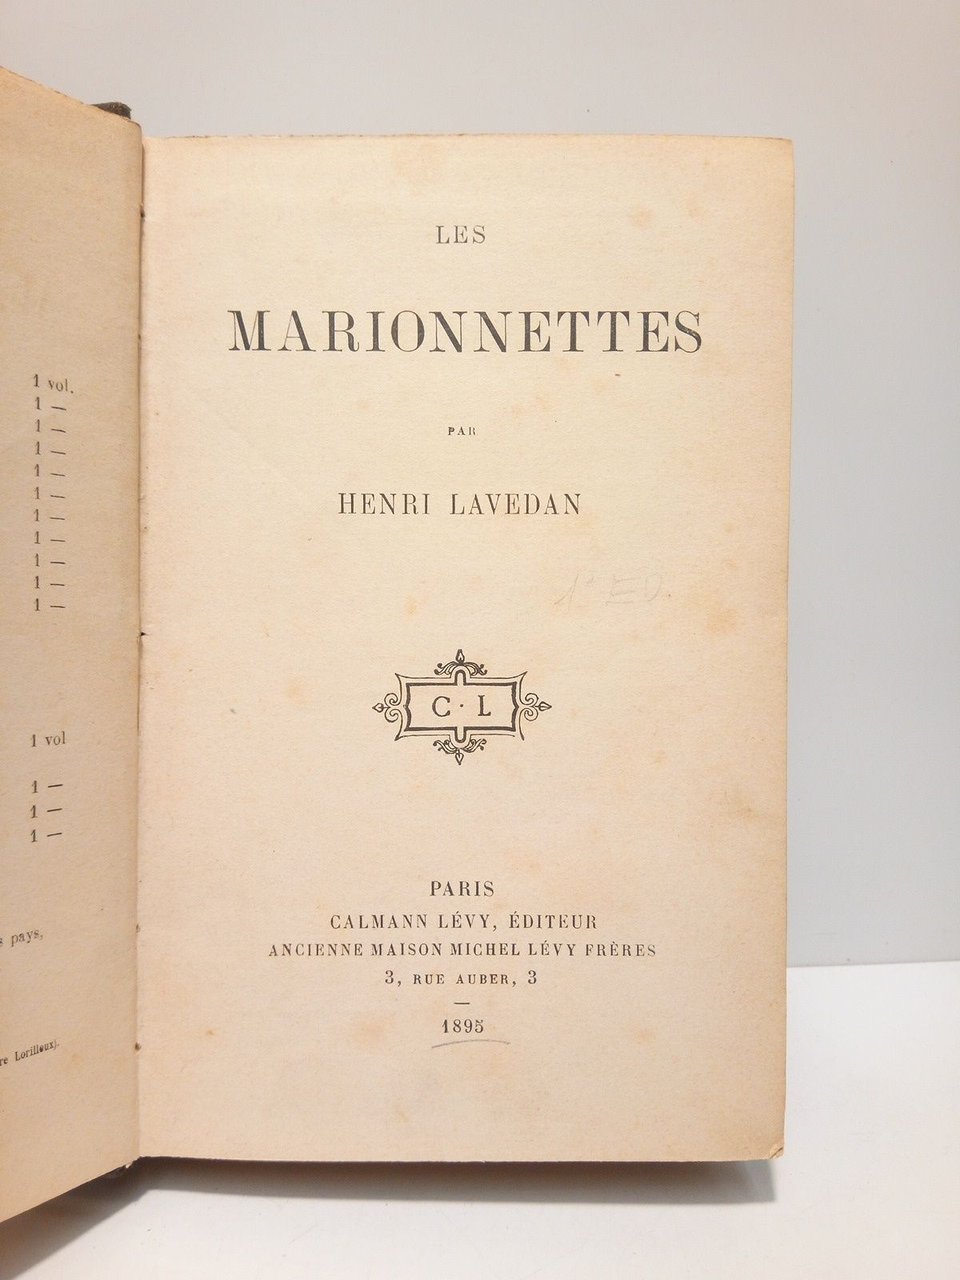 1 vol.
1 —
1 —
1 —
1 —
1 —
1 —
1 —
1 —
1 —
1 —
1 vol
1 —
1 —
1 —
pays,
Lorilleux).
LES
MARIONNETTES
PAR
HENRI LAVEDAN
1ª ED.
C · L
PARIS
CALMANN LÉVY, ÉDITEUR
ANCIENNE MAISON MICHEL LÉVY FRÈRES
3, RUE AUBER, 3
—
1895